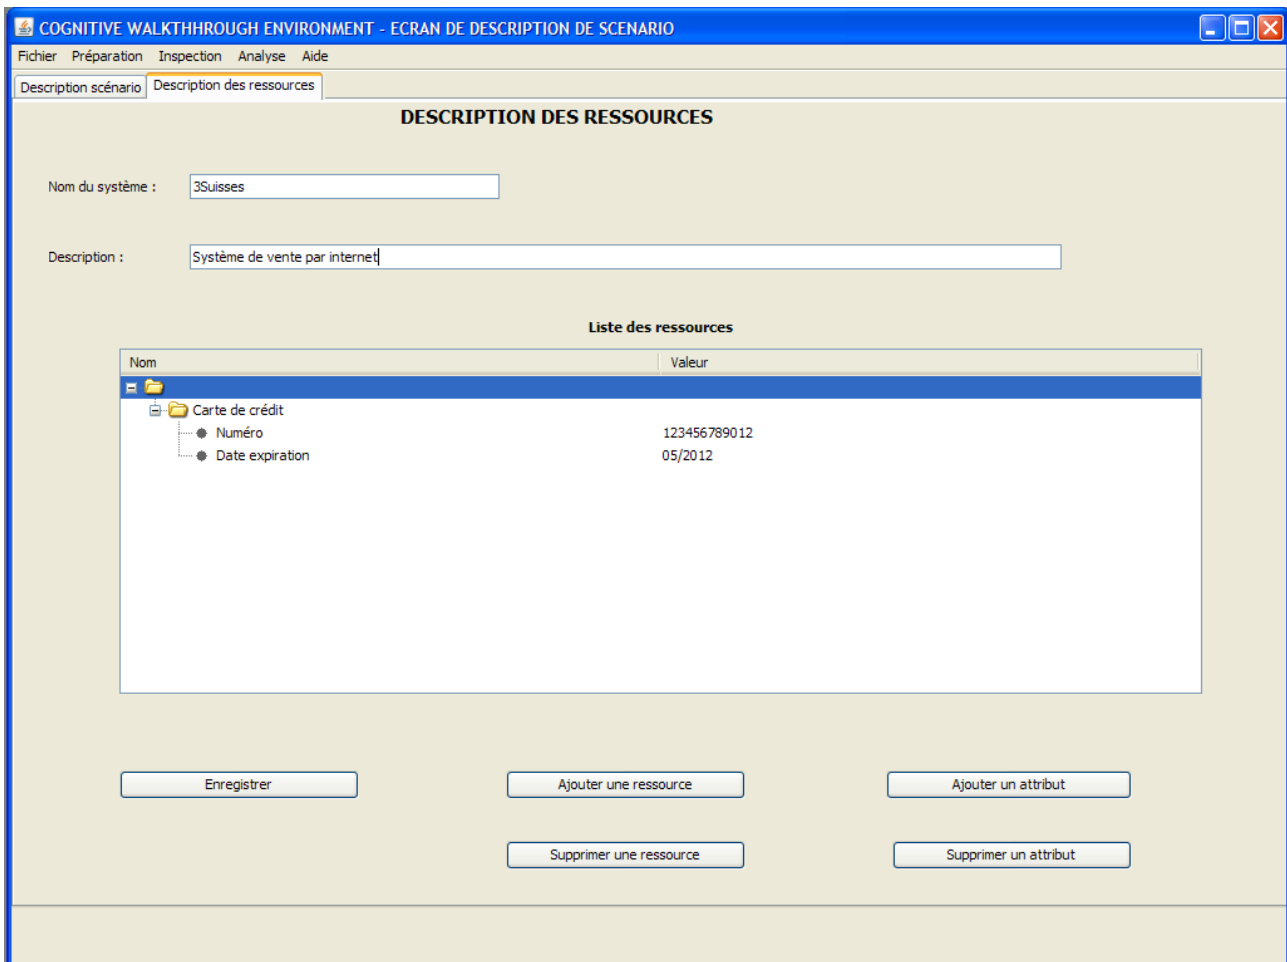 COGNITIVE WALKTHHROUGH ENVIRONMENT - ECRAN DE DESCRIPTION DE SCENARIO
Fichier Préparation Inspection Analyse Aide
Description scénario Description des ressources
DESCRIPTION DES RESSOURCES
Nom du système : 3Suisses
Description : Système de vente par internet
Liste des ressources
Nom Valeur
Carte de crédit
Numéro 123456789012
Date expiration 05/2012
Enregistrer Ajouter une ressource Ajouter un attribut
Supprimer une ressource Supprimer un attribut